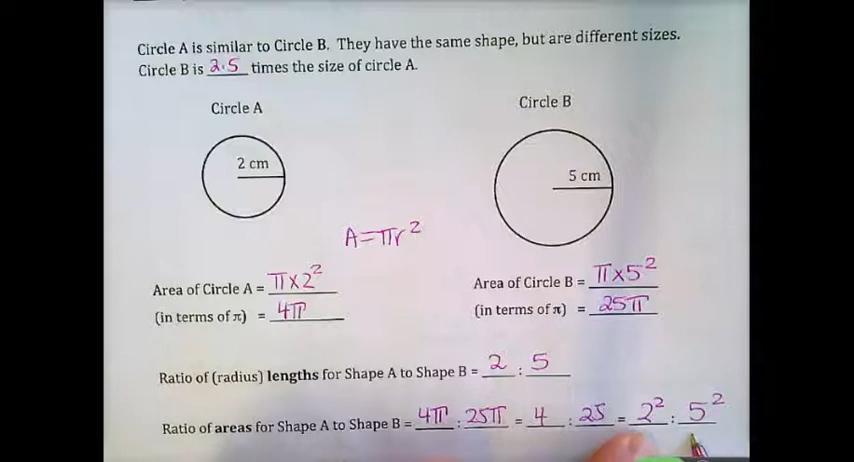 Circle A is similar to Circle B. They have the same shape, but are different sizes.
Circle B is 2.5 times the size of circle A.
Circle A
Circle B
2 cm
5 cm
A=πr²
Area of Circle A = π×2²
(in terms of π) = 4π
Area of Circle B = π×5²
(in terms of π) = 25π
Ratio of (radius) lengths for Shape A to Shape B = 2 : 5
Ratio of areas for Shape A to Shape B = 4π : 25π = 4 : 25 = 2² : 5²